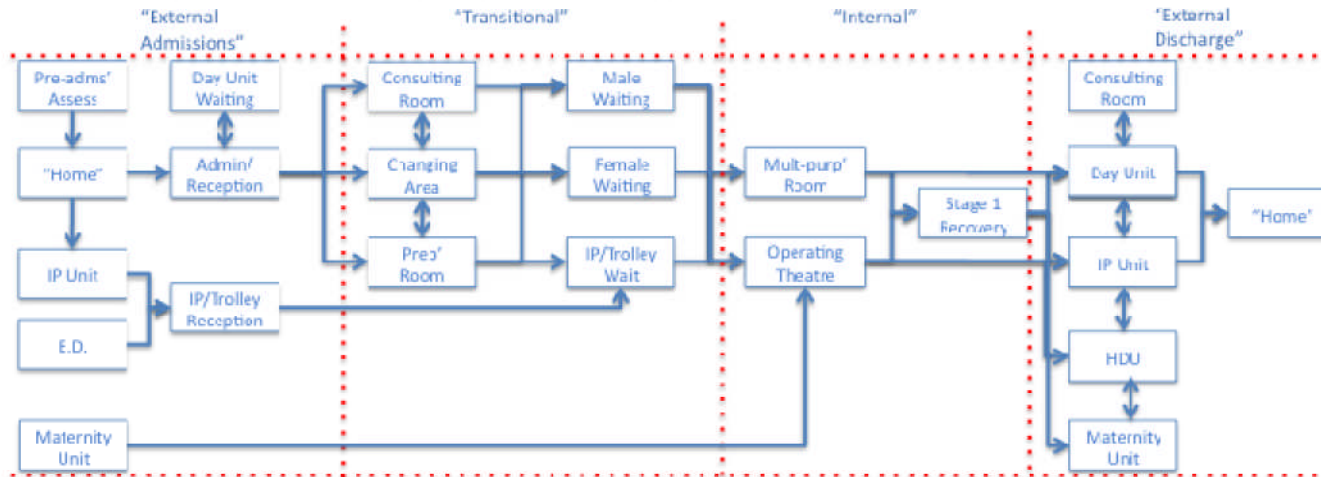 "External
Admissions"
"Transitional"
"Internal"
"External
Discharge"
Pre-adms'
Assess
Day Unit
Waiting
Consulting
Room
Male
Waiting
Consulting
Room
"Home"
Admin/
Reception
Changing
Area
Female
Waiting
Mult-purp'
Room
Day Unit
Stage 1
Recovery
"Home"
IP Unit
IP/Trolley
Reception
Prep'
Room
IP/Trolley
Wait
Operating
Theatre
IP Unit
E.D.
HDU
Maternity
Unit
Maternity
Unit